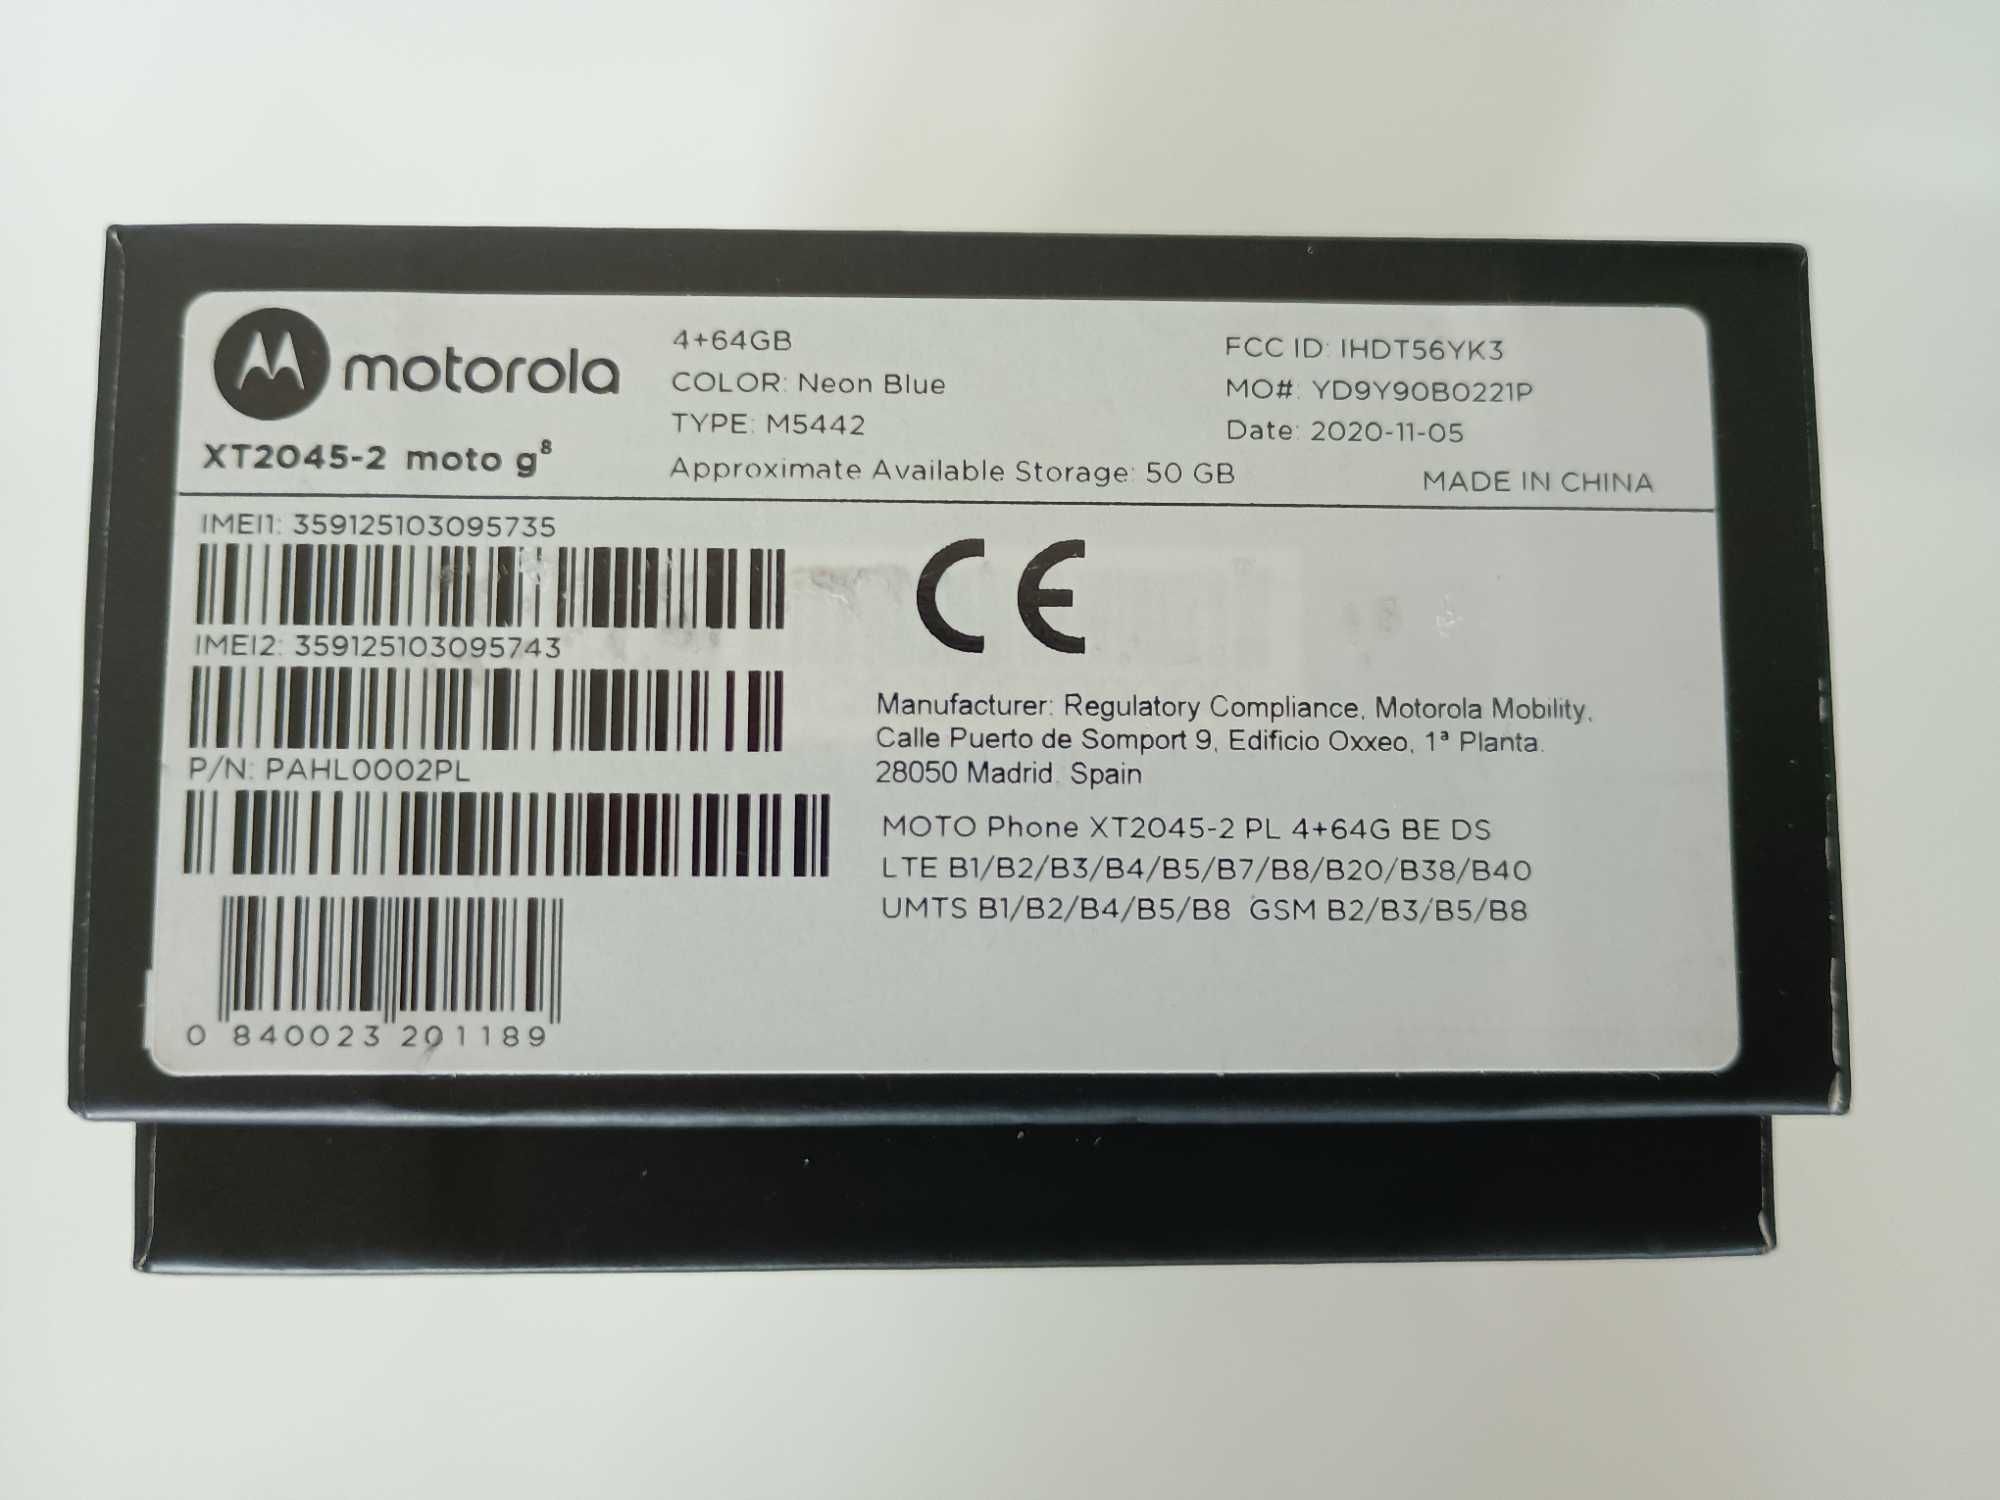 motorola
XT2045-2 moto g⁸
4+64GB
COLOR: Neon Blue
TYPE: M5442
Approximate Available Storage: 50 GB
FCC ID: IHDT56YK3
MO#: YD9Y90B0221P
Date: 2020-11-05
MADE IN CHINA
IMEI1: 359125103095735
IMEI2: 359125103095743
P/N: PAHL0002PL
0 840023 201189
CE
Manufacturer: Regulatory Compliance, Motorola Mobility,
Calle Puerto de Somport 9, Edificio Oxxeo, 1ª Planta.
28050 Madrid. Spain
MOTO Phone XT2045-2 PL 4+64G BE DS
LTE B1/B2/B3/B4/B5/B7/B8/B20/B38/B40
UMTS B1/B2/B4/B5/B8 GSM B2/B3/B5/B8